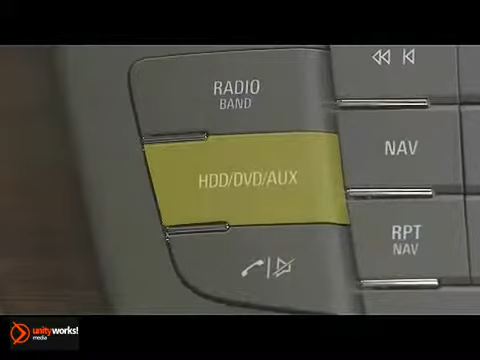 RADIO
BAND
HDD/DVD/AUX
NAV
RPT
NAV
unityworks!
media